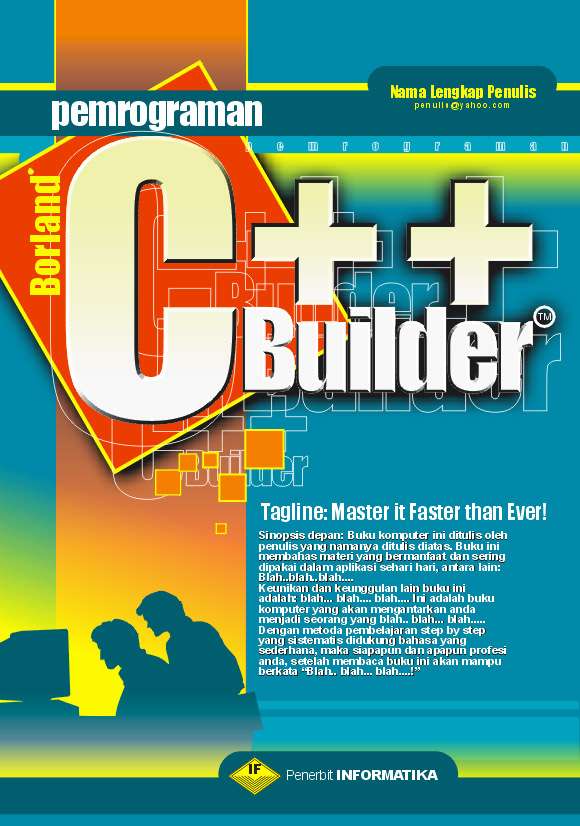 Nama Lengkap Penulis
penulis@yahoo.com
pemrograman
pemrograman
Borland®
C++
Builder™
Builder
Builder
Builder
Tagline: Master it Faster than Ever!
Sinopsis depan: Buku komputer ini ditulis oleh
penulis yang namanya ditulis diatas. Buku ini
membahas materi yang bermanfaat dan sering
dipakai dalam aplikasi sehari hari, antara lain:
Blah..blah..blah....
Keunikan dan keunggulan lain buku ini
adalah: blah... blah.... blah.... Ini adalah buku
komputer yang akan mengantarkan anda
menjadi seorang yang blah.. blah... blah.....
Dengan metoda pembelajaran step by step
yang sistematis didukung bahasa yang
sederhana, maka siapapun dan apapun profesi
anda, setelah membaca buku ini akan mampu
berkata “Blah.. blah... blah....!”
IF
Penerbit INFORMATIKA